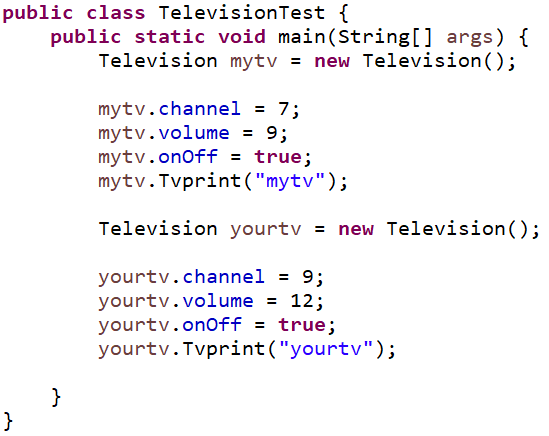 public class TelevisionTest {
    public static void main(String[] args) {
        Television mytv = new Television();

        mytv.channel = 7;
        mytv.volume = 9;
        mytv.onOff = true;
        mytv.Tvprint("mytv");

        Television yourtv = new Television();

        yourtv.channel = 9;
        yourtv.volume = 12;
        yourtv.onOff = true;
        yourtv.Tvprint("yourtv");

    }
}